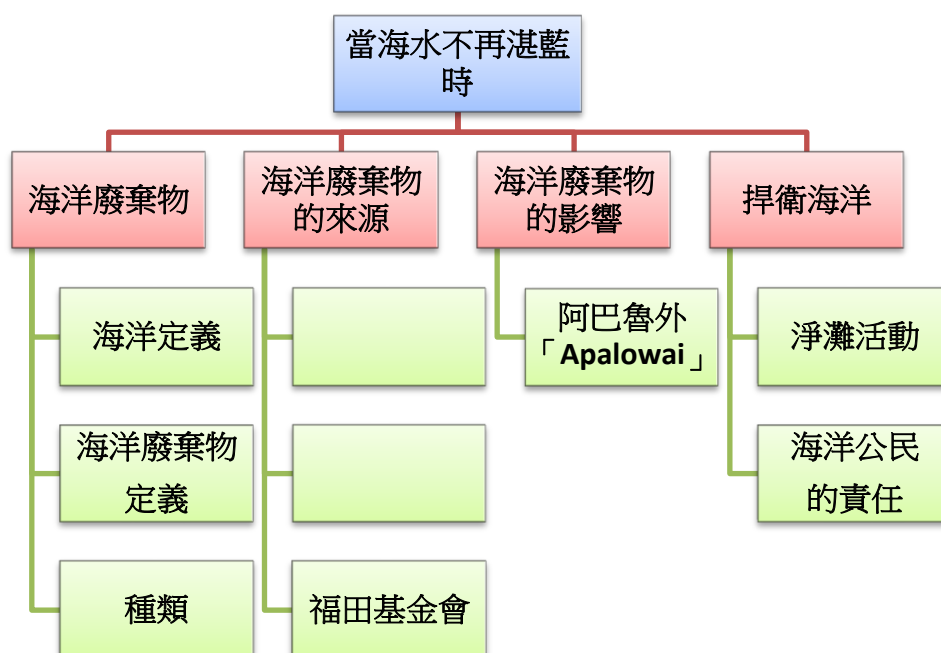 當海水不再湛藍
時
海洋廢棄物
海洋廢棄物
的來源
海洋廢棄物
的影響
捍衛海洋
海洋定義
阿巴魯外
「Apalowai」
淨灘活動
海洋廢棄物
定義
海洋公民
的責任
種類
福田基金會